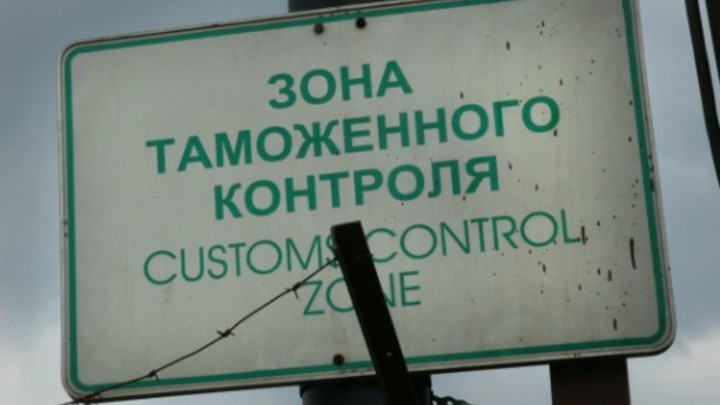 ЗОНА
ТАМОЖЕННОГО
КОНТРОЛЯ
CUSTOMS CONTROL
ZONE